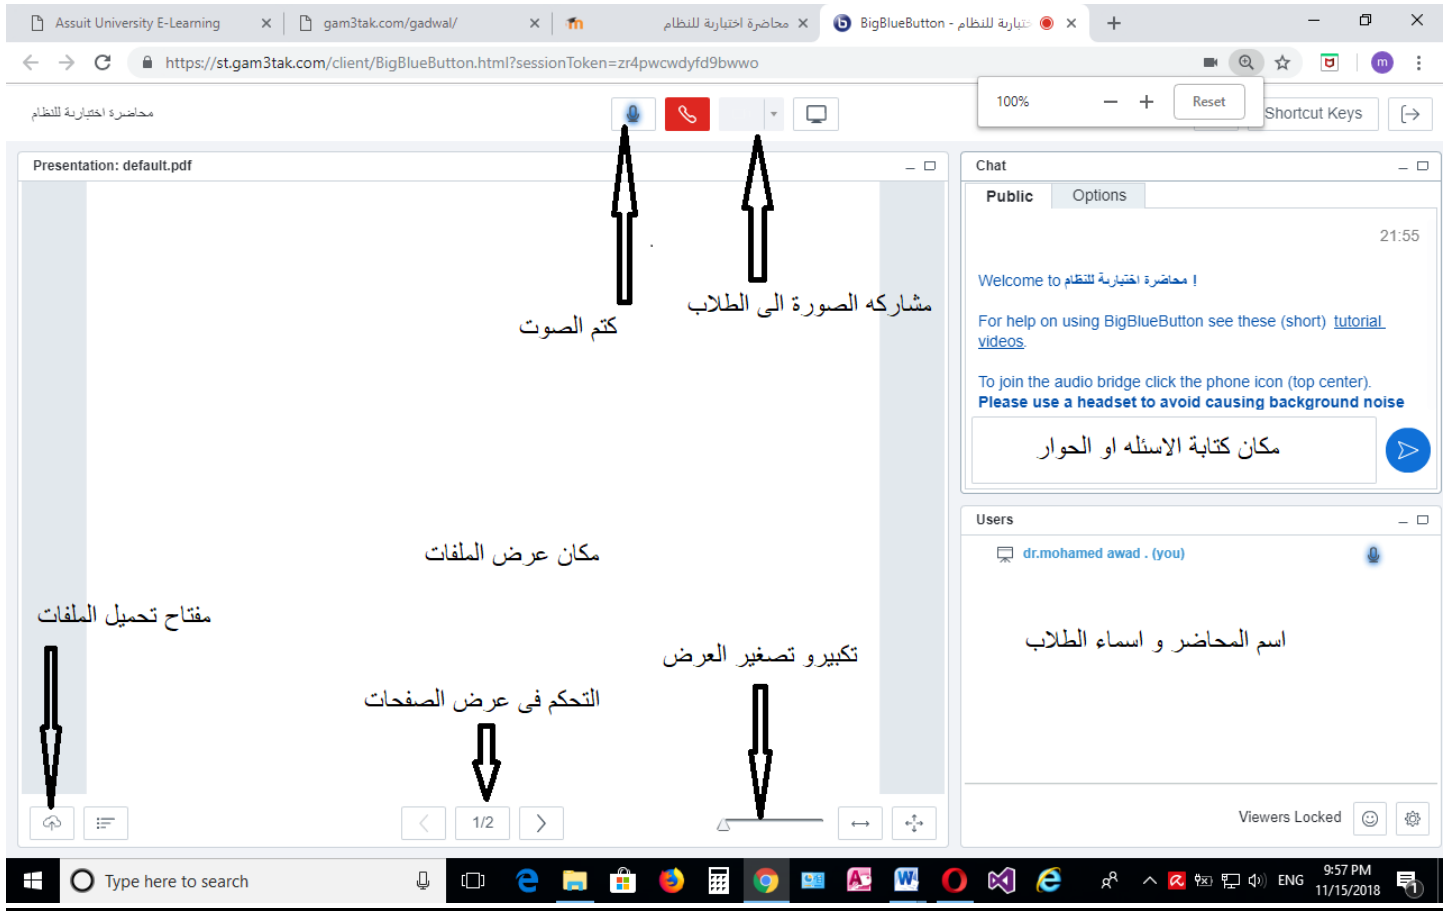 Assuit University E-Learning
gam3tak.com/gadwal/
محاضرة اختبارية للنظام
BigBlueButton - ختبارية للنظام
https://st.gam3tak.com/client/BigBlueButton.html?sessionToken=zr4pwcwdyfd9bwwo
m
100%
Reset
محاضرة اختبارية للنظام
Shortcut Keys
Presentation: default.pdf
Chat
Public
Options
21:55
Welcome to محاضرة اختبارية للنظام !
مشاركه الصورة الى الطلاب
كتم الصوت
For help on using BigBlueButton see these (short) tutorial
videos.
To join the audio bridge click the phone icon (top center).
Please use a headset to avoid causing background noise
مكان كتابة الاسئله او الحوار
Users
dr.mohamed awad . (you)
مكان عرض الملفات
مفتاح تحميل الملفات
اسم المحاضر و اسماء الطلاب
تكبيرو تصغير العرض
التحكم فى عرض الصفحات
1/2
Viewers Locked
Type here to search
ENG
9:57 PM
11/15/2018
1